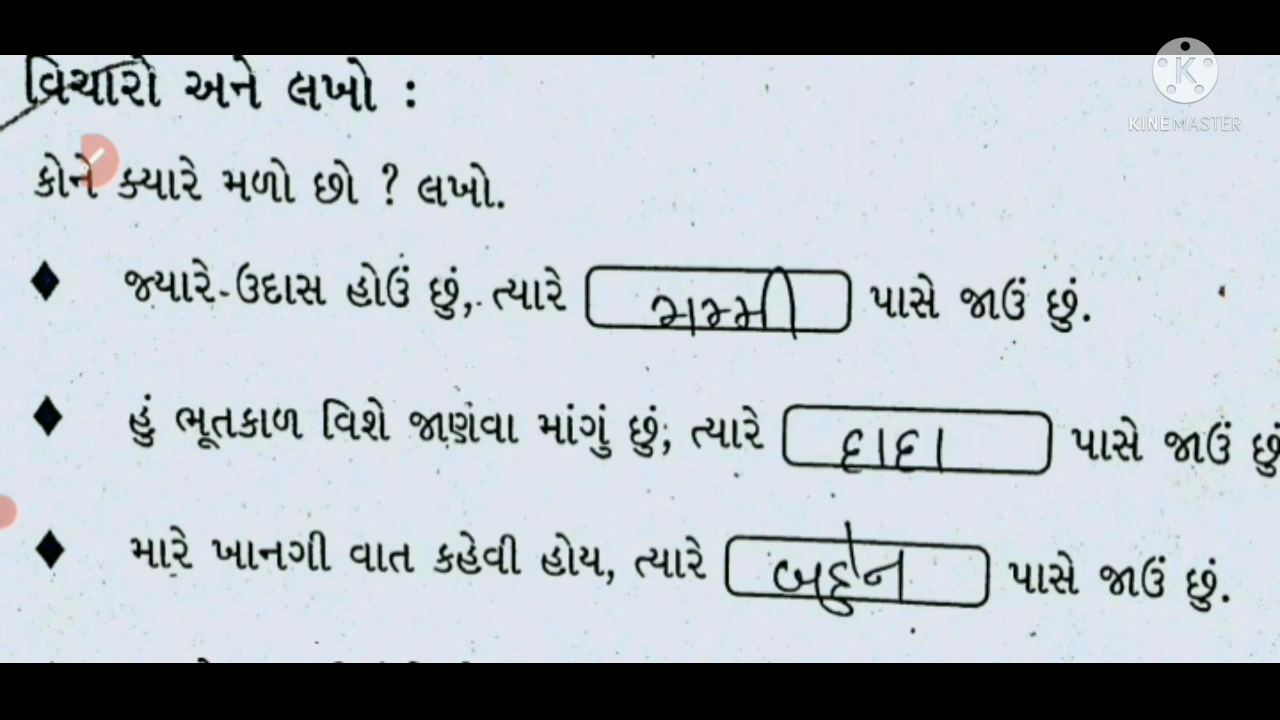 વિચારો અને લખો :
KINEMASTER
કોને ક્યારે મળો છો ? લખો.
જ્યારે ઉદાસ હોઉં છું, ત્યારે મમ્મી પાસે જાઉં છું.
હું ભૂતકાળ વિશે જાણવા માંગું છું, ત્યારે દાદા પાસે જાઉં છું
મારે ખાનગી વાત કહેવી હોય, ત્યારે બહેન પાસે જાઉં છું.